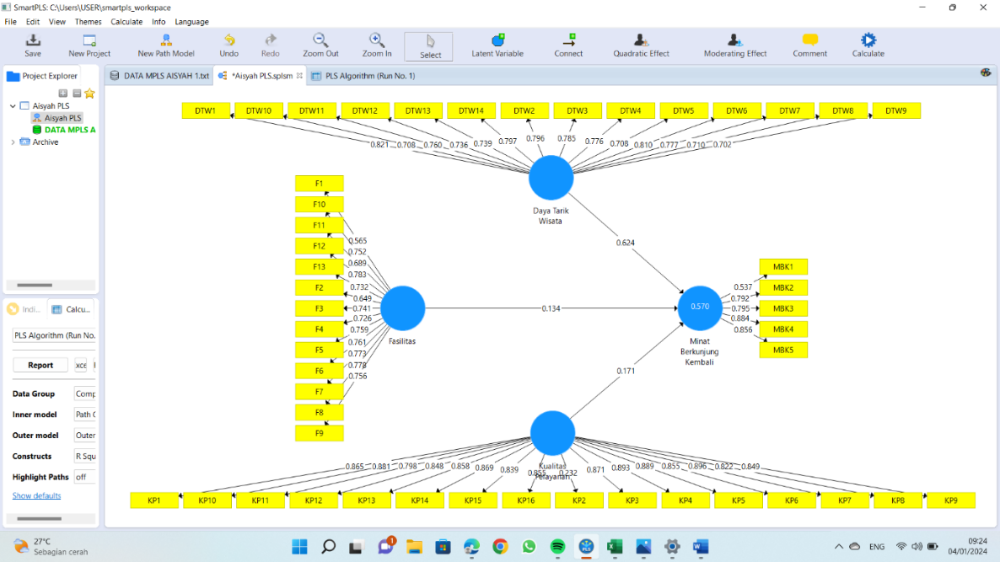 SmartPLS: C:\Users\USER\smartpls_workspace
File Edit View Themes Calculate Info Language
Save New Project New Path Model Undo Redo Zoom Out Zoom In Select Latent Variable Connect Quadratic Effect Moderating Effect Comment Calculate
Project Explorer
DATA MPLS AISYAH 1.txt *Aisyah PLS.splsm PLS Algorithm (Run No. 1)
Aisyah PLS
Aisyah PLS
DATA MPLS A
Archive
DTW1 DTW10 DTW11 DTW12 DTW13 DTW14 DTW2 DTW3 DTW4 DTW5 DTW6 DTW7 DTW8 DTW9
0.821 0.708 0.760 0.736 0.739 0.797 0.796 0.785 0.776 0.708 0.810 0.777 0.710 0.702
Daya Tarik
Wisata
F1
F10
F11
F12
F13
F2
F3
F4
F5
F6
F7
F8
F9
0.565
0.752
0.689
0.783
0.732
0.649
0.741
0.726
0.759
0.761
0.773
0.778
0.756
Fasilitas
0.624
0.134
0.171
0.570
Minat
Berkunjung
Kembali
0.537
0.792
0.795
0.884
0.856
MBK1
MBK2
MBK3
MBK4
MBK5
Kualitas
Pelayanan
0.865 0.881 0.798 0.848 0.858 0.869 0.839 0.855 0.232 0.871 0.893 0.889 0.855 0.896 0.822 0.849
KP1 KP10 KP11 KP12 KP13 KP14 KP15 KP16 KP2 KP3 KP4 KP5 KP6 KP7 KP8 KP9
Indi... Calcu...
PLS Algorithm (Run No.
Report xce
Data Group Comp
Inner model Path C
Outer model Outer
Constructs R Squ
Highlight Paths off
Show defaults
27°C
Sebagian cerah
1
ENG
09:24
04/01/2024